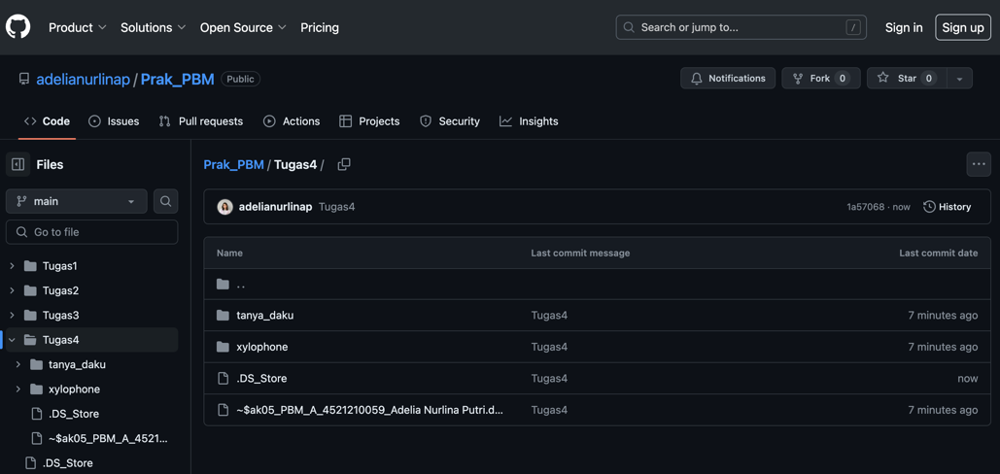 Product Solutions Open Source Pricing Search or jump to... / Sign in Sign up
adelianurlinap / Prak_PBM Public Notifications Fork 0 Star 0
Code Issues Pull requests Actions Projects Security Insights
Files
main
Go to file
Tugas1
Tugas2
Tugas3
Tugas4
tanya_daku
xylophone
.DS_Store
~$ak05_PBM_A_4521...
.DS_Store
Prak_PBM / Tugas4 /
adelianurlinap Tugas4 1a57068 · now History
Name Last commit message Last commit date
..
tanya_daku Tugas4 7 minutes ago
xylophone Tugas4 7 minutes ago
.DS_Store Tugas4 now
~$ak05_PBM_A_4521210059_Adelia Nurlina Putri.d... Tugas4 7 minutes ago